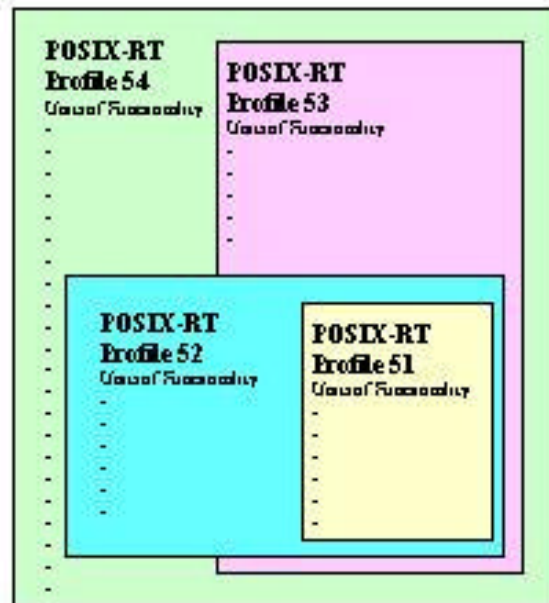 POSIX-RT
Profile 54
POSIX-RT
Profile 53
POSIX-RT
Profile 52
POSIX-RT
Profile 51